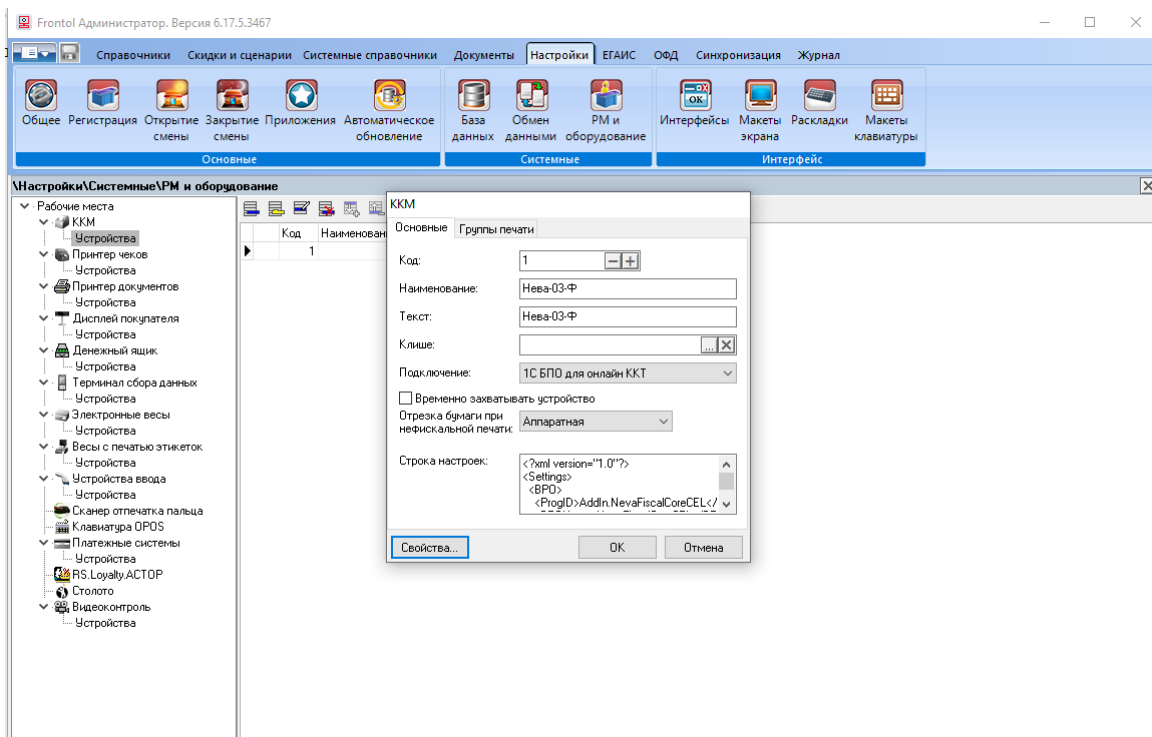 Frontol Администратор. Версия 6.17.5.3467
Справочники Скидки и сценарии Системные справочники Документы Настройки ЕГАИС ОФД Синхронизация Журнал
Общее Регистрация Открытие смены Закрытие смены Приложения Автоматическое обновление База данных Обмен данными РМ и оборудование Интерфейсы Макеты экрана Раскладки Макеты клавиатуры
Основные Системные Интерфейс
\Настройки\Системные\РМ и оборудование
Рабочие места
ККМ
Устройства
Принтер чеков
Устройства
Принтер документов
Устройства
Дисплей покупателя
Устройства
Денежный ящик
Устройства
Терминал сбора данных
Устройства
Электронные весы
Устройства
Весы с печатью этикеток
Устройства
Устройства ввода
Устройства
Сканер отпечатка пальца
Клавиатура OPOS
Платежные системы
Устройства
RS.Loyalty.ACTOP
Столото
Видеоконтроль
Устройства
Код Наименован
1
ККМ
Основные Группы печати
Код: 1
Наименование: Нева-03-Ф
Текст: Нева-03-Ф
Клише: ...
Подключение: 1С БПО для онлайн ККТ
Временно захватывать устройство
Отрезка бумаги при нефискальной печати: Аппаратная
Строка настроек: <?xml version="1.0"?>
<Settings>
<BPO>
<ProgID>AddIn.NevaFiscalCoreCEL</
Свойства... OK Отмена